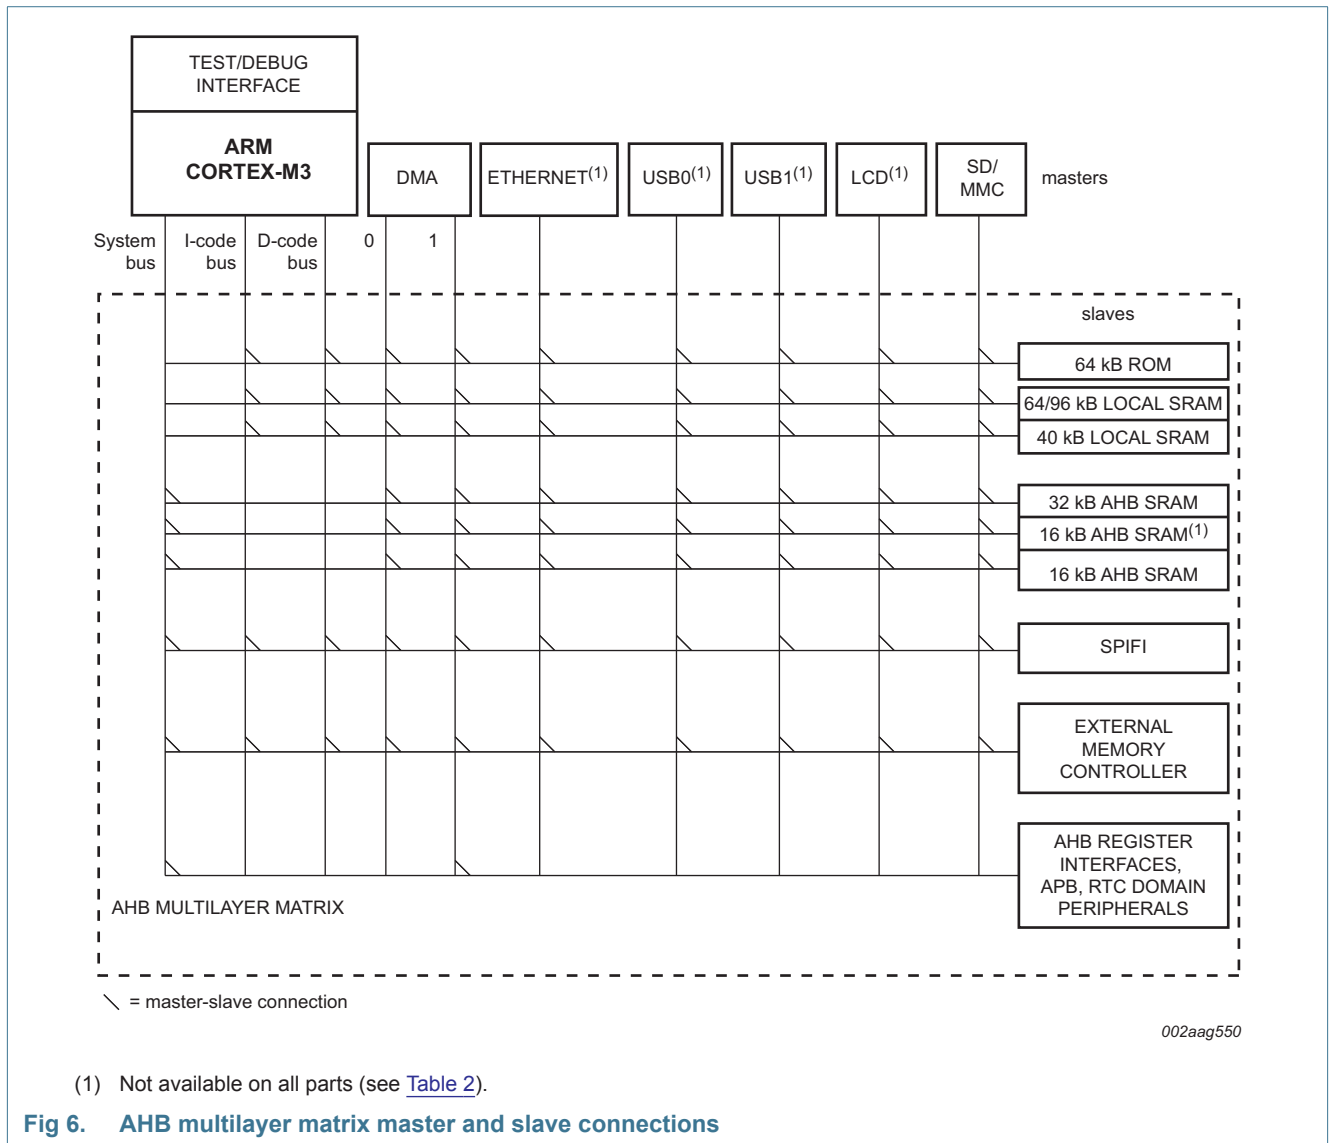 TEST/DEBUG
INTERFACE
ARM
CORTEX-M3
DMA
ETHERNET(1)
USB0(1)
USB1(1)
LCD(1)
SD/
MMC
masters
System
bus
I-code
bus
D-code
bus
0
1
slaves
64 kB ROM
64/96 kB LOCAL SRAM
40 kB LOCAL SRAM
32 kB AHB SRAM
16 kB AHB SRAM(1)
16 kB AHB SRAM
SPIFI
EXTERNAL
MEMORY
CONTROLLER
AHB REGISTER
INTERFACES,
APB, RTC DOMAIN
PERIPHERALS
AHB MULTILAYER MATRIX
= master-slave connection
002aag550
(1) Not available on all parts (see Table 2).
Fig 6. AHB multilayer matrix master and slave connections